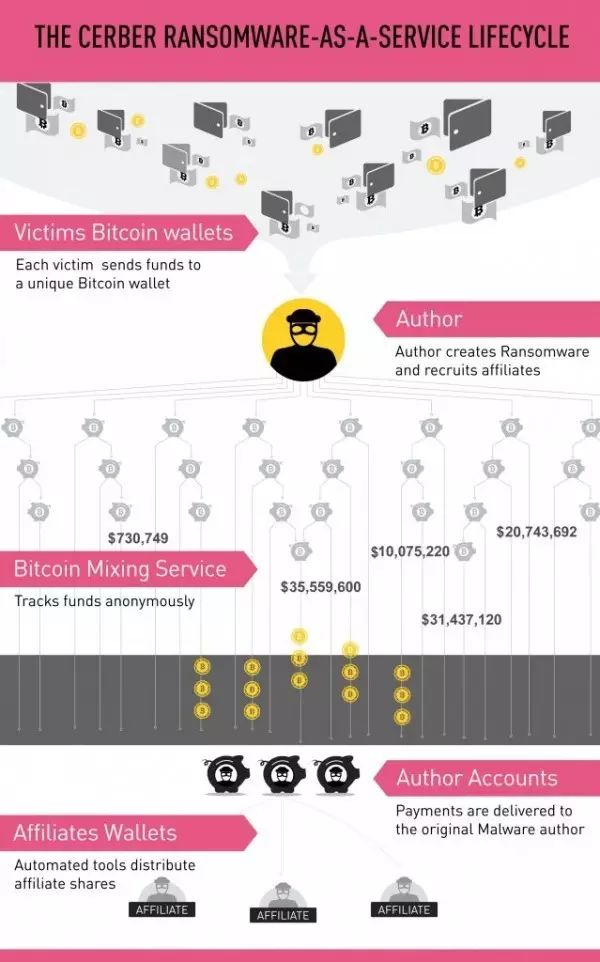 THE CERBER RANSOMWARE-AS-A-SERVICE LIFECYCLE
Victims Bitcoin wallets
Each victim sends funds to
a unique Bitcoin wallet
Author
Author creates Ransomware
and recruits affiliates
$730,749
$20,743,692
$10,075,220
Bitcoin Mixing Service
Tracks funds anonymously
$35,559,600
$31,437,120
Author Accounts
Payments are delivered to
the original Malware author
Affiliates Wallets
Automated tools distribute
affiliate shares
AFFILIATE
AFFILIATE
AFFILIATE